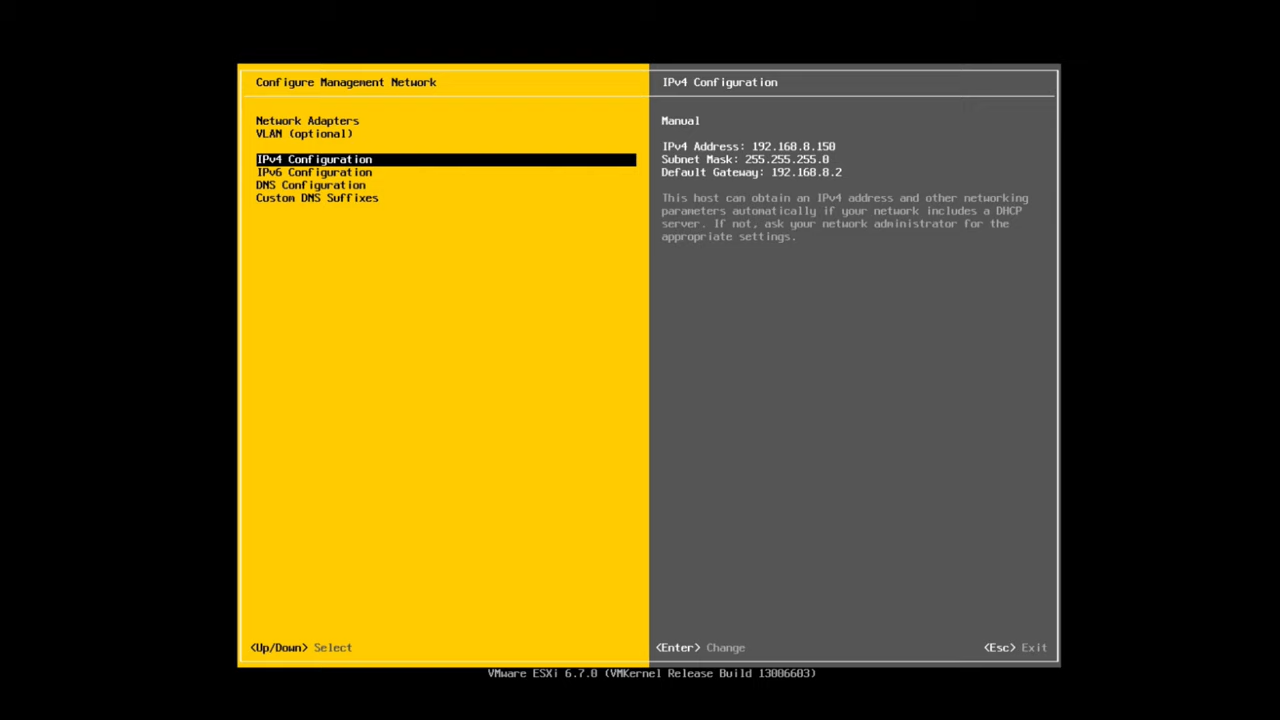 Configure Management Network
Network Adapters
VLAN (optional)
IPv4 Configuration
IPv6 Configuration
DNS Configuration
Custom DNS Suffixes
<Up/Down> Select
IPv4 Configuration
Manual
IPv4 Address: 192.168.8.150
Subnet Mask: 255.255.255.0
Default Gateway: 192.168.8.2
This host can obtain an IPv4 address and other networking
parameters automatically if your network includes a DHCP
server. If not, ask your network administrator for the
appropriate settings.
<Enter> Change
<Esc> Exit
VMware ESXi 6.7.0 (VMKernel Release Build 13006603)